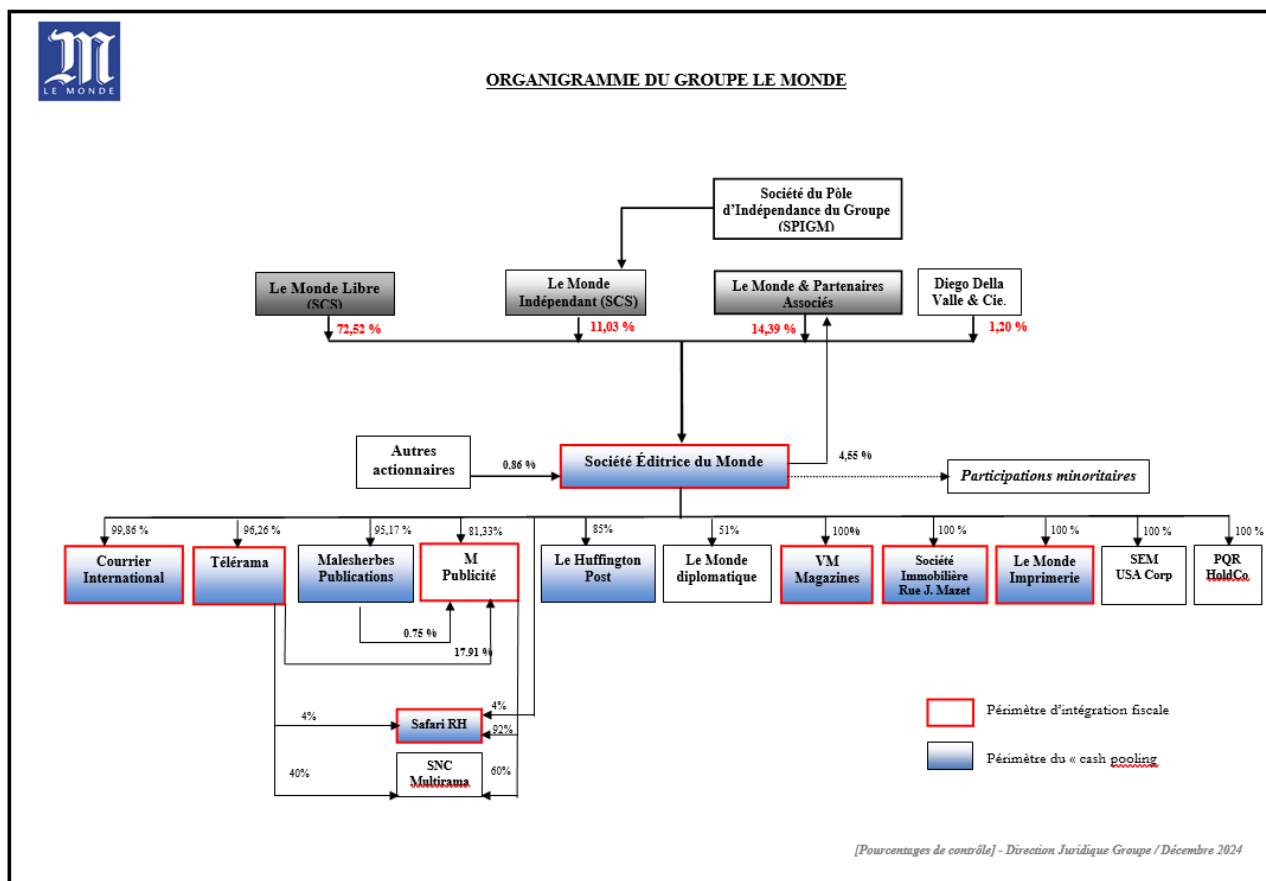 M
LE MONDE
ORGANIGRAMME DU GROUPE LE MONDE
Société du Pôle
d'Indépendance du Groupe
(SPIGM)
Le Monde Libre
(SCS)
Le Monde
Indépendant (SCS)
Le Monde & Partenaires
Associés
Diego Della
Valle & Cie.
72,52 %
11,03 %
14,39 %
1,20 %
Autres
actionnaires
0,86 %
Société Éditrice du Monde
4,55 %
Participations minoritaires
99,86 %
96,26 %
95,17 %
81,33%
85%
51%
100%
100 %
100 %
100 %
100 %
Courrier
International
Télérama
Malesherbes
Publications
M
Publicité
Le Huffington
Post
Le Monde
diplomatique
VM
Magazines
Société
Immobilière
Rue J. Mazet
Le Monde
Imprimerie
SEM
USA Corp
PQR
HoldCo
0.75 %
17.91 %
4%
Safari RH
4%
92%
40%
SNC
Multirama
60%
Périmètre d'intégration fiscale
Périmètre du « cash pooling
[Pourcentages de contrôle] - Direction Juridique Groupe / Décembre 2024